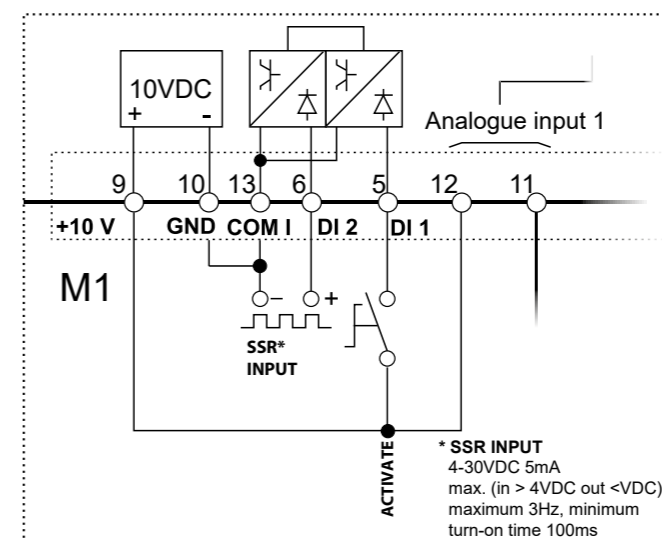 10VDC
+ -
Analogue input 1
9 10 13 6 5 12 11
+10 V GND COM I DI 2 DI 1
M1
- +
SSR*
INPUT
ACTIVATE
* SSR INPUT
4-30VDC 5mA
max. (in > 4VDC out <VDC)
maximum 3Hz, minimum
turn-on time 100ms